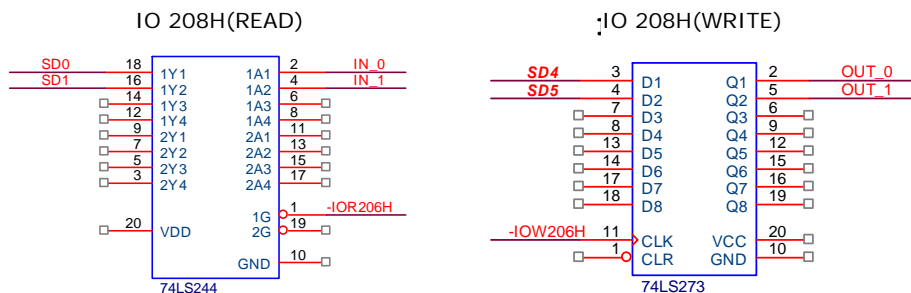 IO 208H(READ)
SD0 18 1Y1 1A1 2 IN_0
SD1 16 1Y2 1A2 4 IN_1
14 1Y3 1A3 6
12 1Y4 1A4 8
9 2Y1 2A1 11
7 2Y2 2A2 13
5 2Y3 2A3 15
3 2Y4 2A4 17
1G 1 -IOR206H
20 VDD 2G 19
GND 10
74LS244
;IO 208H(WRITE)
SD4 3 D1 Q1 2 OUT_0
SD5 4 D2 Q2 5 OUT_1
7 D3 Q3 6
8 D4 Q4 9
13 D5 Q5 12
14 D6 Q6 15
17 D7 Q7 16
18 D8 Q8 19
-IOW206H 11 CLK VCC 20
1 CLR GND 10
74LS273